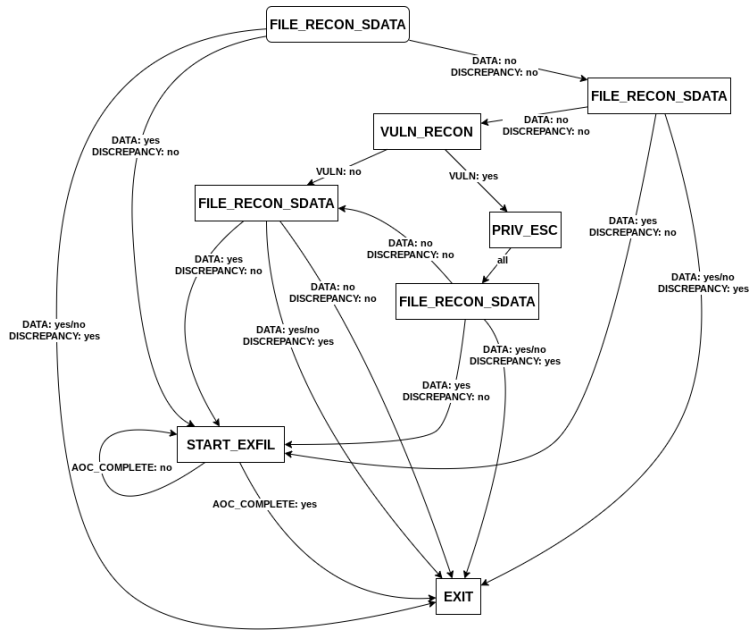 FILE_RECON_SDATA
DATA: no
DISCREPANCY: no
FILE_RECON_SDATA
DATA: no
DISCREPANCY: no
VULN_RECON
DATA: yes
DISCREPANCY: no
VULN: no
VULN: yes
FILE_RECON_SDATA
PRIV_ESC
DATA: yes
DISCREPANCY: no
DATA: no
DISCREPANCY: no
all
DATA: yes
DISCREPANCY: no
DATA: yes/no
DISCREPANCY: yes
DATA: no
DISCREPANCY: no
FILE_RECON_SDATA
DATA: yes/no
DISCREPANCY: yes
DATA: yes/no
DISCREPANCY: yes
DATA: yes/no
DISCREPANCY: yes
DATA: yes
DISCREPANCY: no
START_EXFIL
AOC_COMPLETE: no
AOC_COMPLETE: yes
EXIT